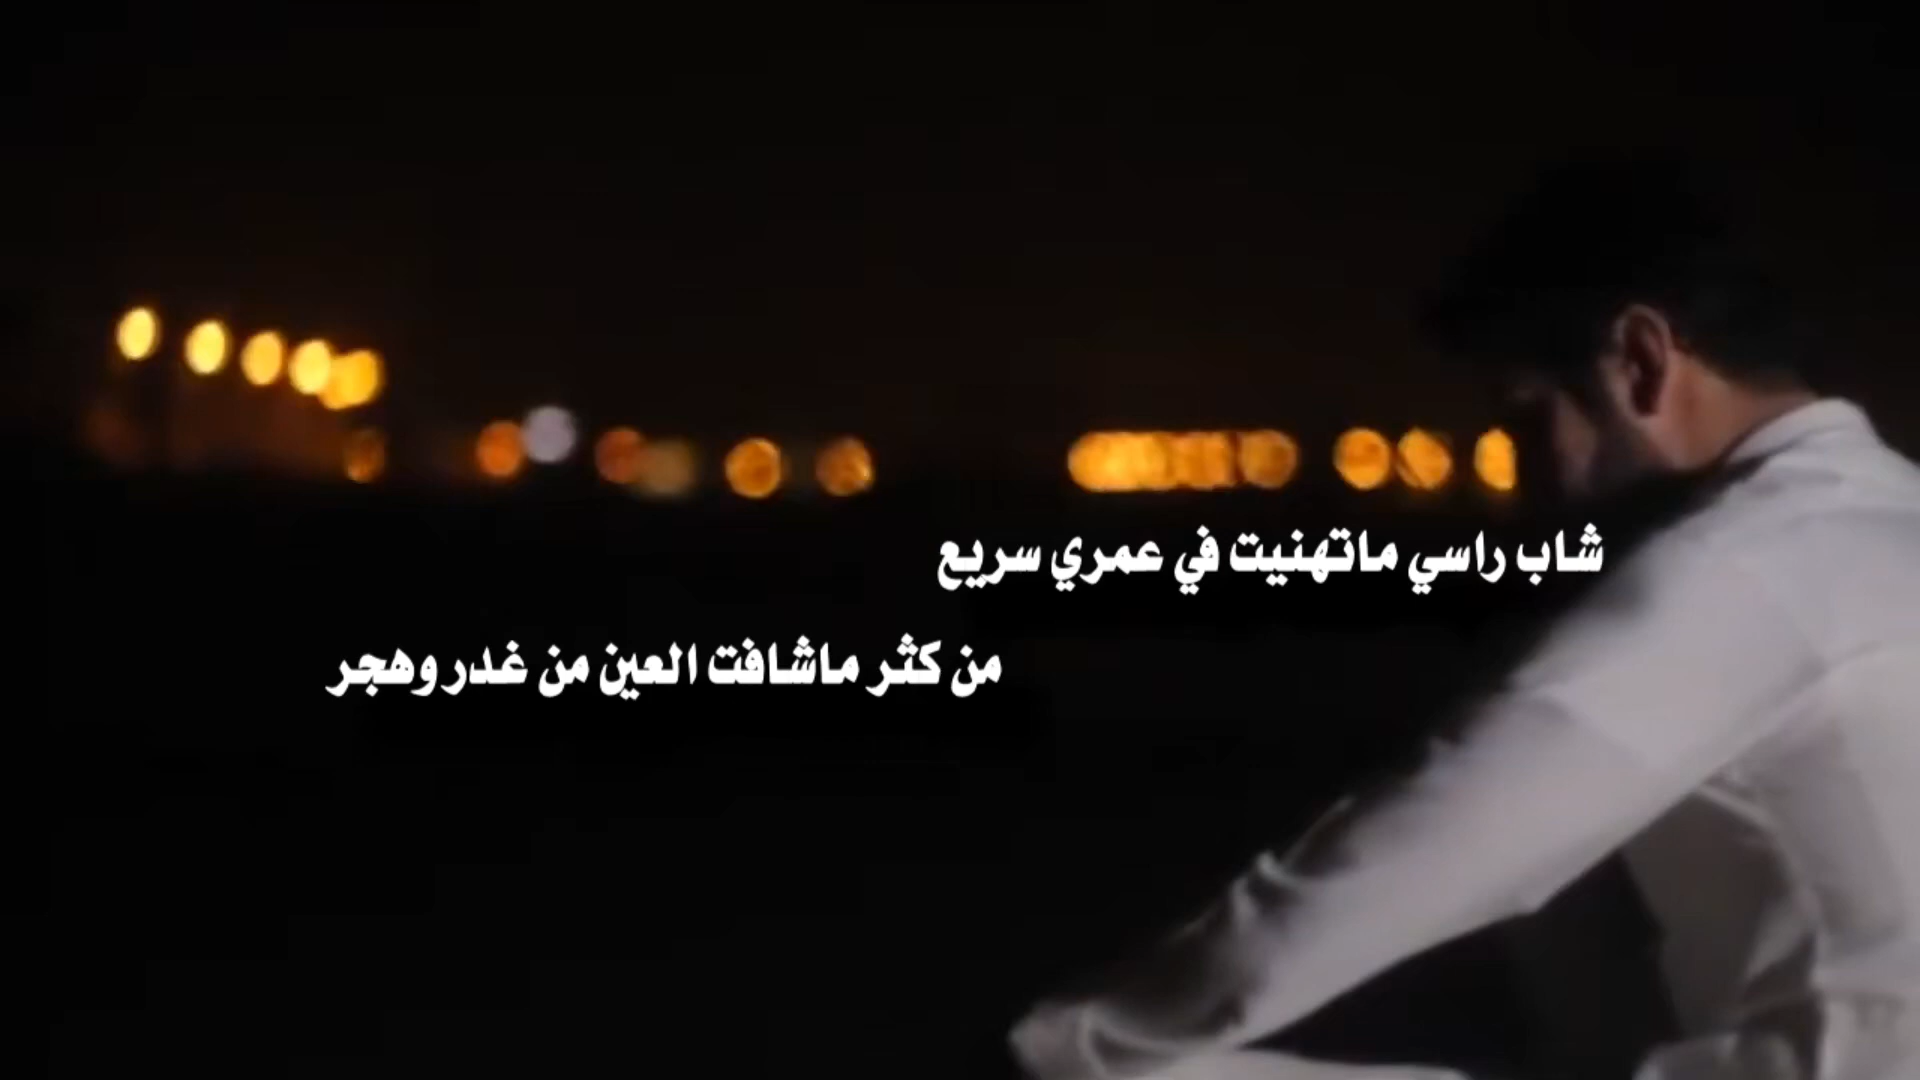 شاب راسي ماتهنيت في عمري سريع
من كثر ماشافت العين من غدر وهجر